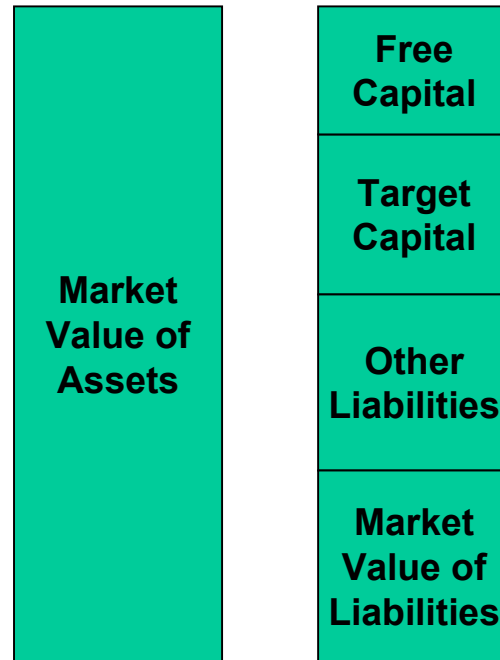 Market
Value of
Assets
Free
Capital
Target
Capital
Other
Liabilities
Market
Value of
Liabilities